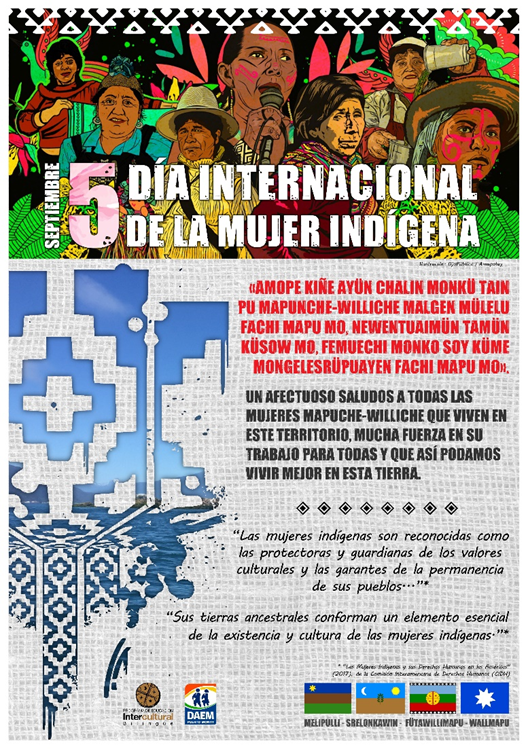 SEPTIEMBRE
5
DÍA INTERNACIONAL
DE LA MUJER INDÍGENA
«AMOPE KIÑE AYÜN CHALIN MONKÜ TAIN
PU MAPUNCHE-WILLICHE MALGEN MÜLELU
FACHI MAPU MO, NEWENTUAIMÜN TAMÜN
KÜSOW MO, FEMUECHI MONKO SOY KÜME
MONGELESRÜPUAYEN FACHI MAPU MO».
UN AFECTUOSO SALUDOS A TODAS LAS
MUJERES MAPUCHE-WILLICHE QUE VIVEN EN
ESTE TERRITORIO, MUCHA FUERZA EN SU
TRABAJO PARA TODAS Y QUE ASÍ PODAMOS
VIVIR MEJOR EN ESTA TIERRA.
“Las mujeres indígenas son reconocidas como
las protectoras y guardianas de los valores
culturales y las garantes de la permanencia
de sus pueblos...”*
“Sus tierras ancestrales conforman un elemento esencial
de la existencia y cultura de las mujeres indígenas.”*
* “Las Mujeres Indígenas y sus Derechos Humanos en las Américas”
(2017), de la Comisión Interamericana de Derechos Humanos (CIDH)
PROGRAMA DE EDUCACIÓN
Intercultural
BILINGÜE
DAEM
MELIPULLI - SRELONKAWIN - FÜTAWILLIMAPU - WALLMAPU